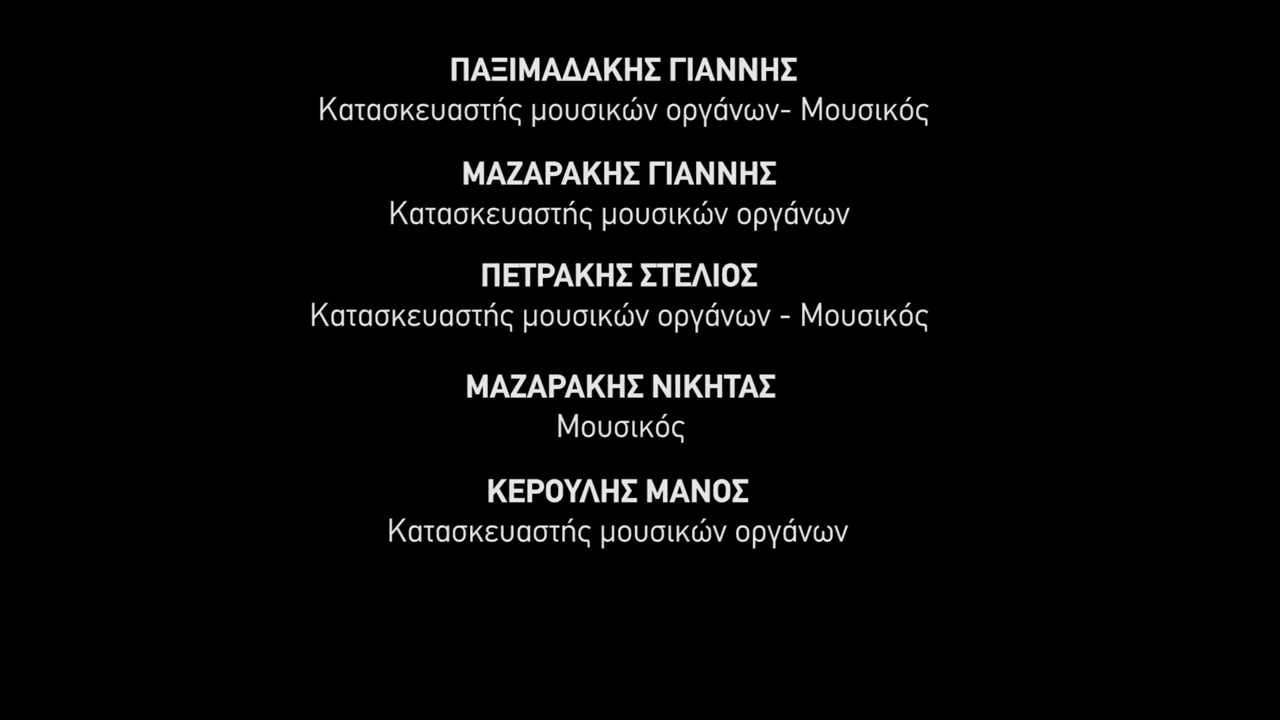 ΠΑΞΙΜΑΔΑΚΗΣ ΓΙΑΝΝΗΣ
Κατασκευαστής μουσικών οργάνων- Μουσικός
ΜΑΖΑΡΑΚΗΣ ΓΙΑΝΝΗΣ
Κατασκευαστής μουσικών οργάνων
ΠΕΤΡΑΚΗΣ ΣΤΕΛΙΟΣ
Κατασκευαστής μουσικών οργάνων - Μουσικός
ΜΑΖΑΡΑΚΗΣ ΝΙΚΗΤΑΣ
Μουσικός
ΚΕΡΟΥΛΗΣ ΜΑΝΟΣ
Κατασκευαστής μουσικών οργάνων